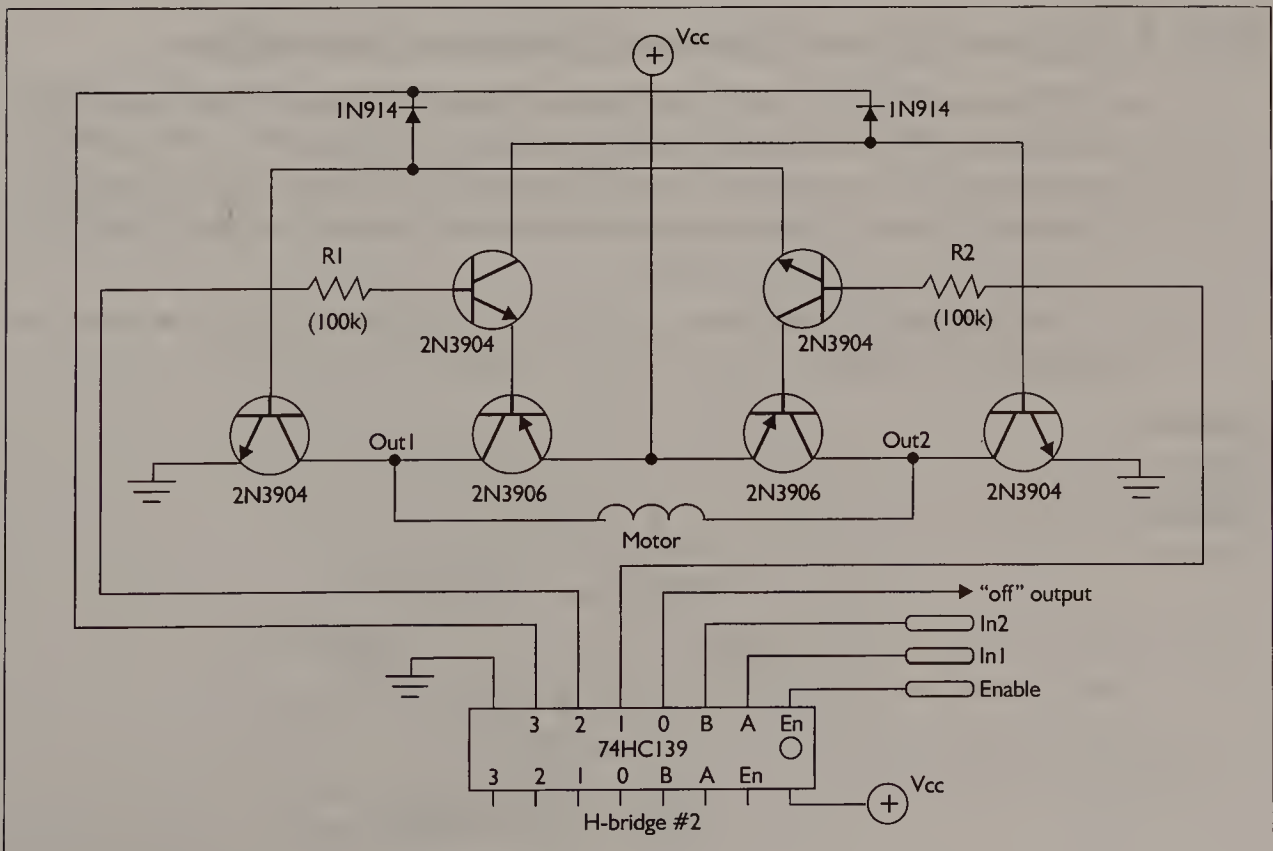 Vcc
1N914
1N914
R1
(100k)
2N3904
R2
(100k)
2N3904
Out1
Out2
2N3904
2N3906
2N3906
2N3904
Motor
"off" output
In2
In1
Enable
3 2 1 0 B A En
74HC139
3 2 1 0 B A En
Vcc
H-bridge #2